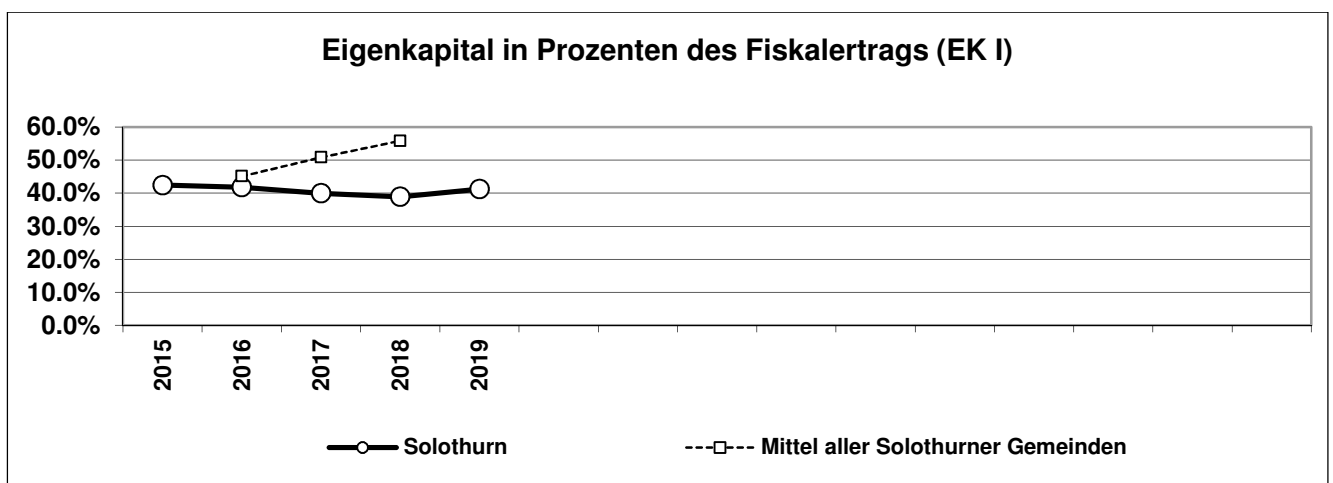 Eigenkapital in Prozenten des Fiskalertrags (EK I)
60.0%
50.0%
40.0%
30.0%
20.0%
10.0%
0.0%
2015 2016 2017 2018 2019
Solothurn Mittel aller Solothurner Gemeinden